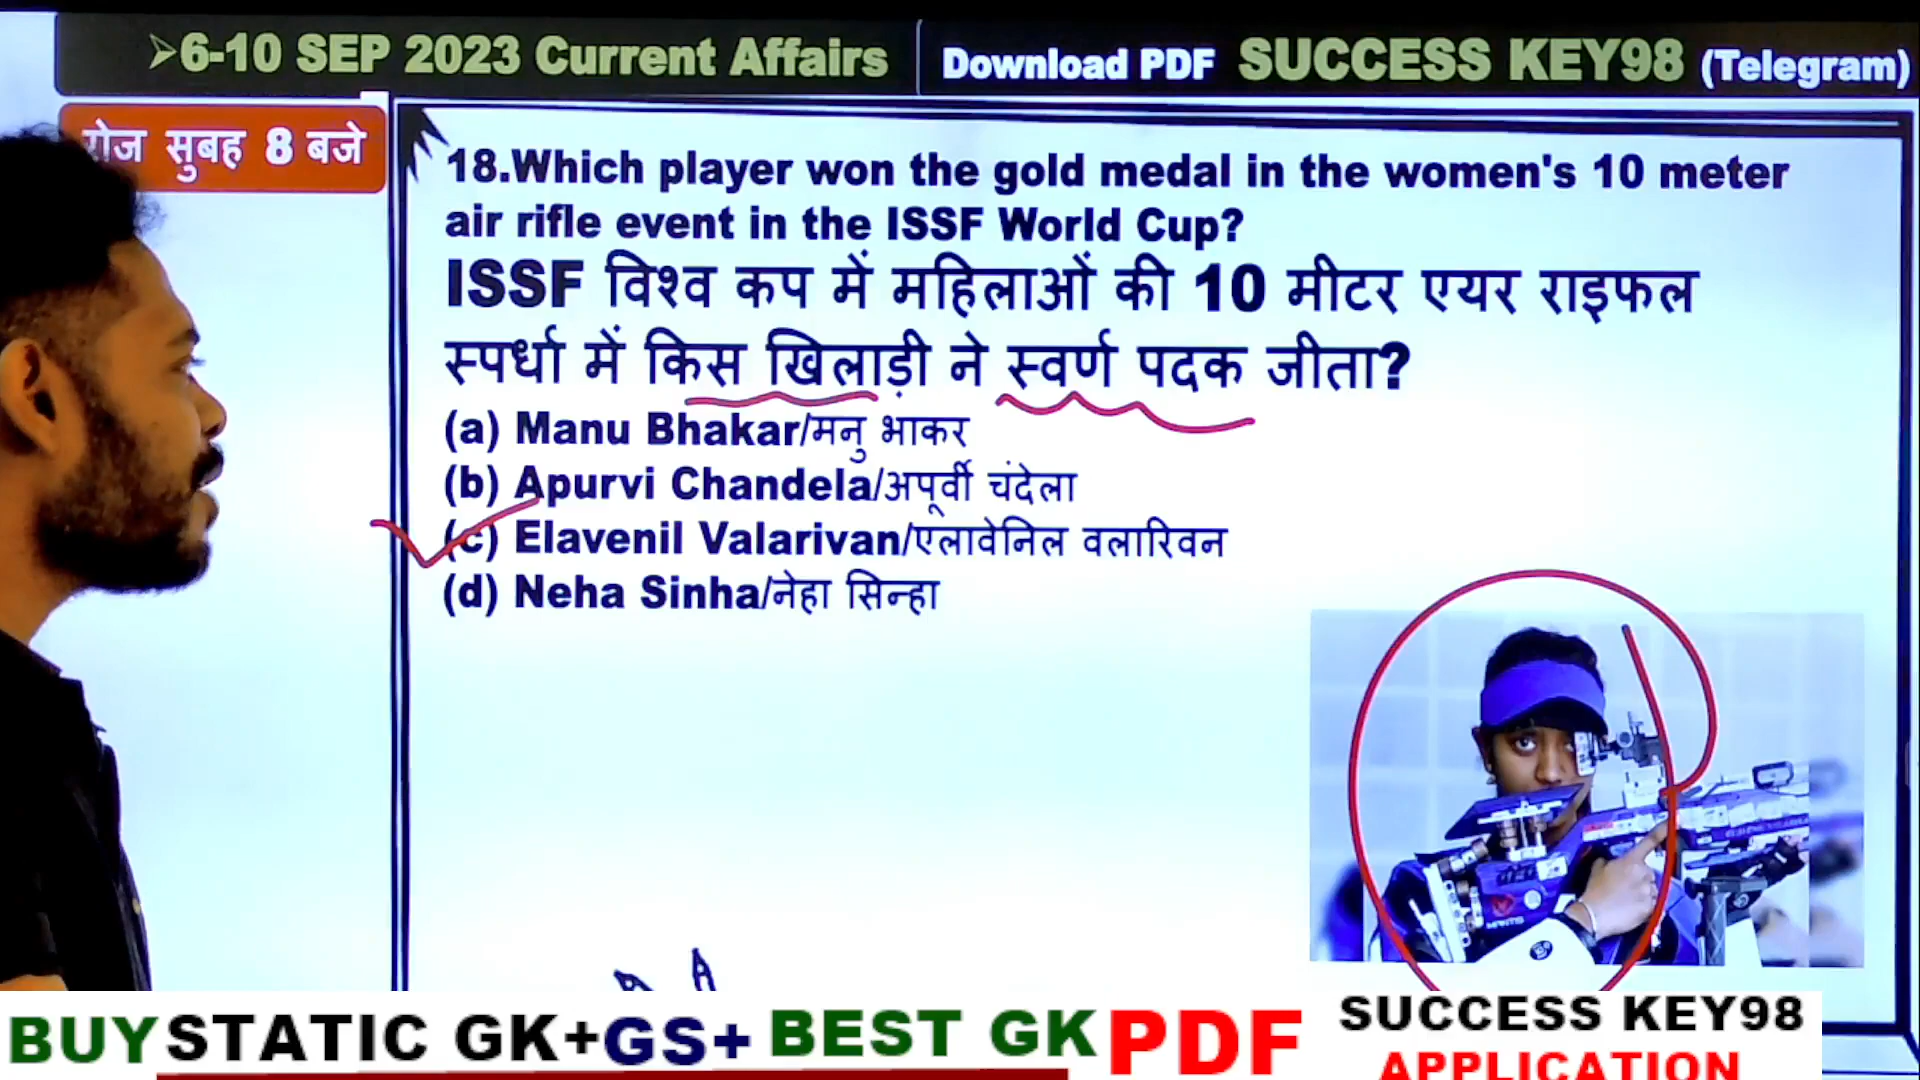 ➢6-10 SEP 2023 Current Affairs
Download PDF SUCCESS KEY98 (Telegram)
रोज सुबह 8 बजे
18.Which player won the gold medal in the women's 10 meter
air rifle event in the ISSF World Cup?
ISSF विश्व कप में महिलाओं की 10 मीटर एयर राइफल
स्पर्धा में किस खिलाड़ी ने स्वर्ण पदक जीता?
(a) Manu Bhakar/मनु भाकर
(b) Apurvi Chandela/अपूर्वी चंदेला
(c) Elavenil Valarivan/एलावेनिल वलारिवन
(d) Neha Sinha/नेहा सिन्हा
BUY STATIC GK+GS+ BEST GK PDF
SUCCESS KEY98
APPLICATION